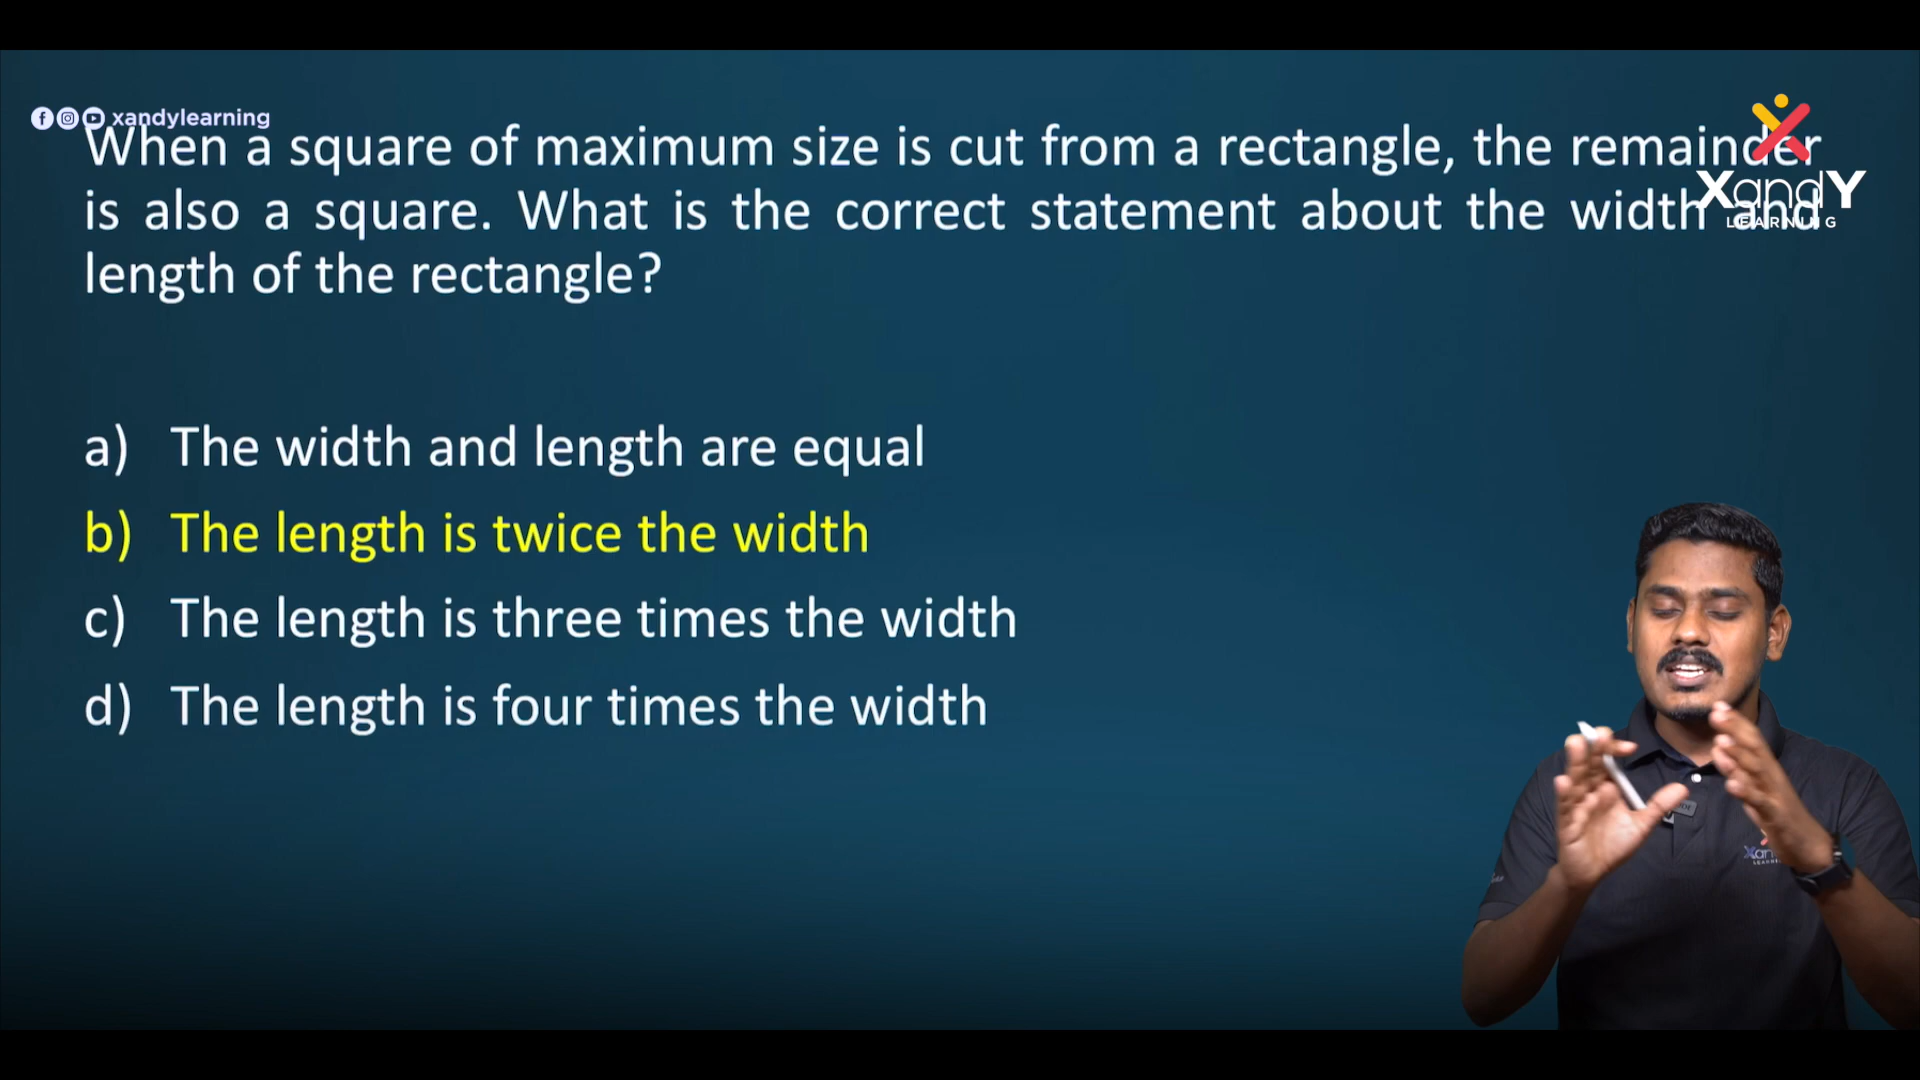 xandylearning
When a square of maximum size is cut from a rectangle, the remainder
is also a square. What is the correct statement about the width and
length of the rectangle?
XandY
LEARNING
a) The width and length are equal
b) The length is twice the width
c) The length is three times the width
d) The length is four times the width